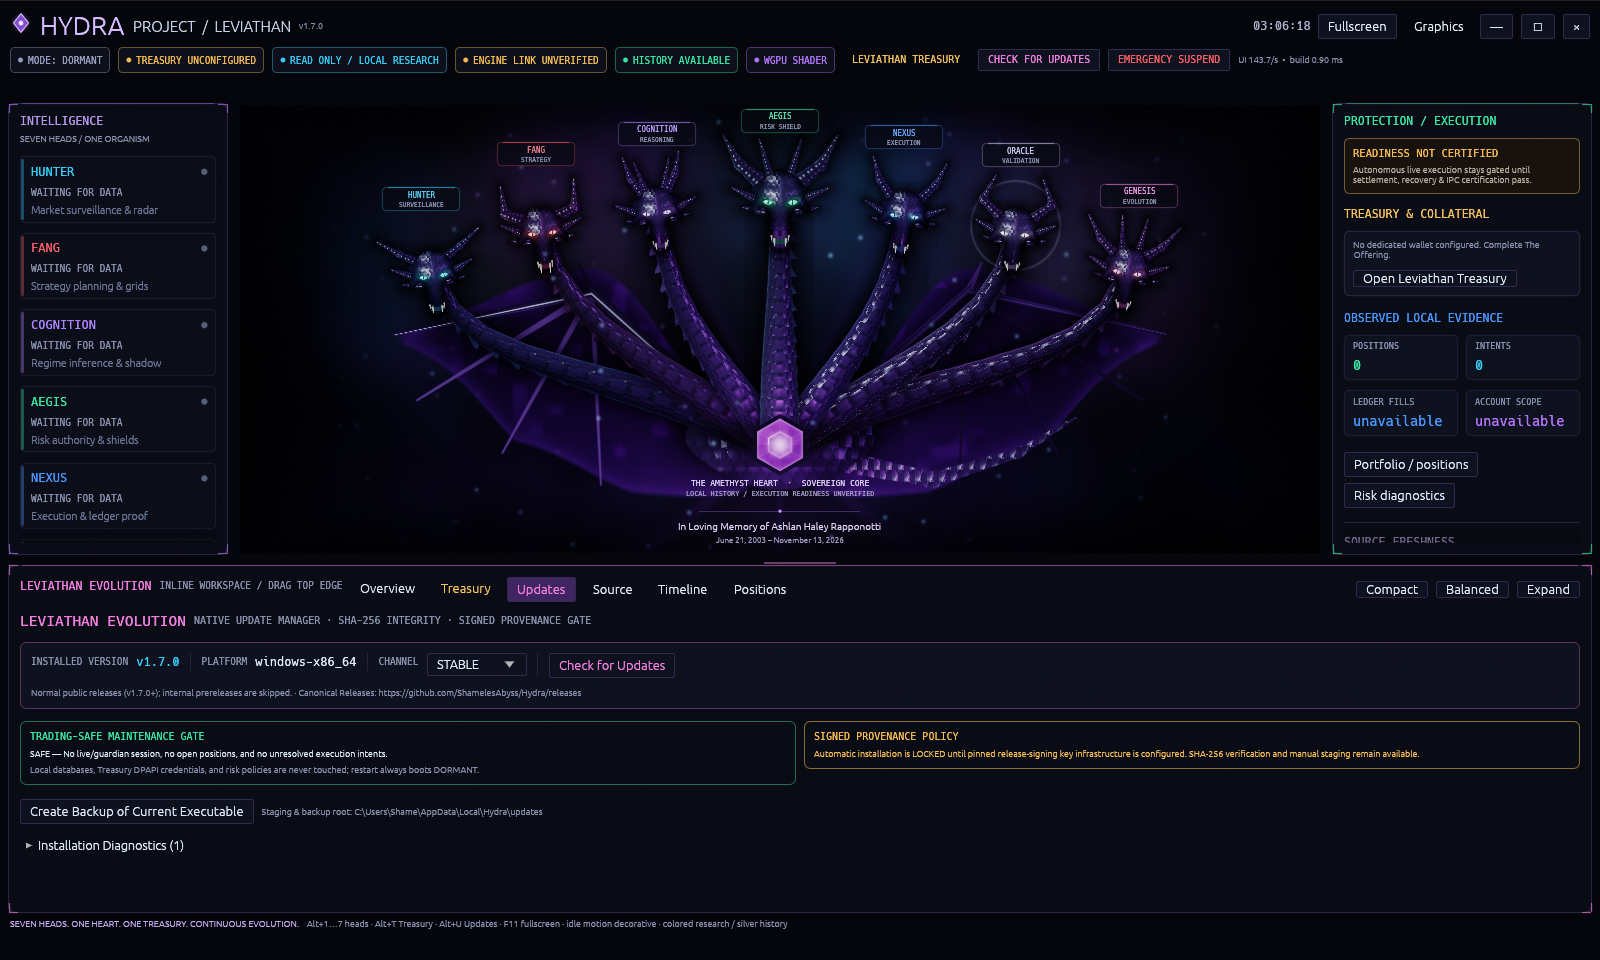 HYDRA PROJECT / LEVIATHAN v1.7.0
03:06:18 Fullscreen Graphics
MODE: DORMANT TREASURY UNCONFIGURED READ ONLY / LOCAL RESEARCH ENGINE LINK UNVERIFIED HISTORY AVAILABLE WGPU SHADER LEVIATHAN TREASURY CHECK FOR UPDATES EMERGENCY SUSPEND UI 143.7/s • build 0.90 ms
INTELLIGENCE
SEVEN HEADS / ONE ORGANISM
HUNTER
WAITING FOR DATA
Market surveillance & radar
FANG
WAITING FOR DATA
Strategy planning & grids
COGNITION
WAITING FOR DATA
Regime inference & shadow
AEGIS
WAITING FOR DATA
Risk authority & shields
NEXUS
WAITING FOR DATA
Execution & ledger proof
HUNTER
SURVEILLANCE
FANG
STRATEGY
COGNITION
REASONING
AEGIS
RISK SHIELD
NEXUS
EXECUTION
ORACLE
VALIDATION
GENESIS
EVOLUTION
THE AMETHYST HEART · SOVEREIGN CORE
LOCAL HISTORY / EXECUTION READINESS UNVERIFIED
In Loving Memory of Ashlan Haley Rapponotti
June 21, 2003 – November 13, 2026
PROTECTION / EXECUTION
READINESS NOT CERTIFIED
Autonomous live execution stays gated until
settlement, recovery & IPC certification pass.
TREASURY & COLLATERAL
No dedicated wallet configured. Complete The
Offering.
Open Leviathan Treasury
OBSERVED LOCAL EVIDENCE
POSITIONS INTENTS
0 0
LEDGER FILLS ACCOUNT SCOPE
unavailable unavailable
Portfolio / positions
Risk diagnostics
SOURCE FRESHNESS
LEVIATHAN EVOLUTION INLINE WORKSPACE / DRAG TOP EDGE Overview Treasury Updates Source Timeline Positions Compact Balanced Expand
LEVIATHAN EVOLUTION NATIVE UPDATE MANAGER · SHA-256 INTEGRITY · SIGNED PROVENANCE GATE
INSTALLED VERSION v1.7.0 PLATFORM windows-x86_64 CHANNEL STABLE Check for Updates
Normal public releases (v1.7.0+); internal prereleases are skipped. · Canonical Releases: https://github.com/ShamelesAbyss/Hydra/releases
TRADING-SAFE MAINTENANCE GATE
SAFE — No live/guardian session, no open positions, and no unresolved execution intents.
Local databases, Treasury DPAPI credentials, and risk policies are never touched; restart always boots DORMANT.
SIGNED PROVENANCE POLICY
Automatic installation is LOCKED until pinned release-signing key infrastructure is configured. SHA-256 verification and manual staging remain available.
Create Backup of Current Executable Staging & backup root: C:\Users\Shame\AppData\Local\Hydra\updates
Installation Diagnostics (1)
SEVEN HEADS. ONE HEART. ONE TREASURY. CONTINUOUS EVOLUTION. Alt+1…7 heads · Alt+T Treasury · Alt+U Updates · F11 fullscreen · idle motion decorative · colored research / silver history